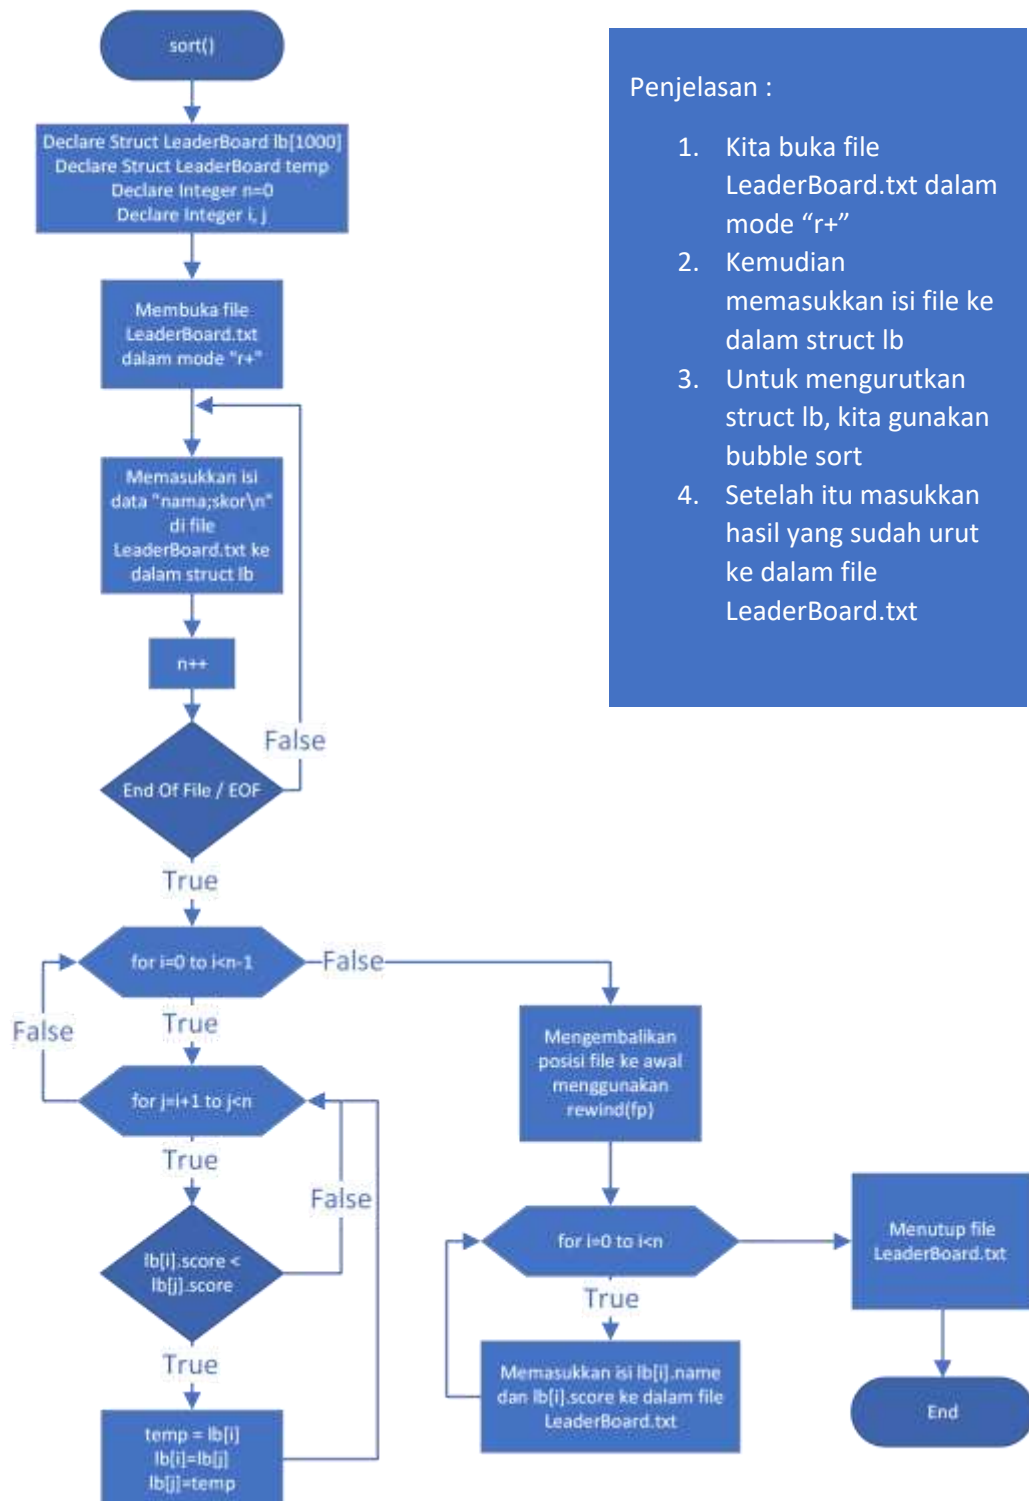 sort()
Declare Struct LeaderBoard lb[1000]
Declare Struct LeaderBoard temp
Declare Integer n=0
Declare Integer i, j
Membuka file
LeaderBoard.txt
dalam mode "r+"
Memasukkan isi
data "nama;skor\n"
di file
LeaderBoard.txt ke
dalam struct lb
n++
False
End Of File / EOF
True
for i=0 to i<n-1
False
False
True
for j=i+1 to j<n
True
False
lb[i].score <
lb[j].score
True
temp = lb[i]
lb[i]=lb[j]
lb[j]=temp
Mengembalikan
posisi file ke awal
menggunakan
rewind(fp)
for i=0 to i<n
True
Memasukkan isi lb[i].name
dan lb[i].score ke dalam file
LeaderBoard.txt
Menutup file
LeaderBoard.txt
End
Penjelasan :
1. Kita buka file
LeaderBoard.txt dalam
mode “r+”
2. Kemudian
memasukkan isi file ke
dalam struct lb
3. Untuk mengurutkan
struct lb, kita gunakan
bubble sort
4. Setelah itu masukkan
hasil yang sudah urut
ke dalam file
LeaderBoard.txt